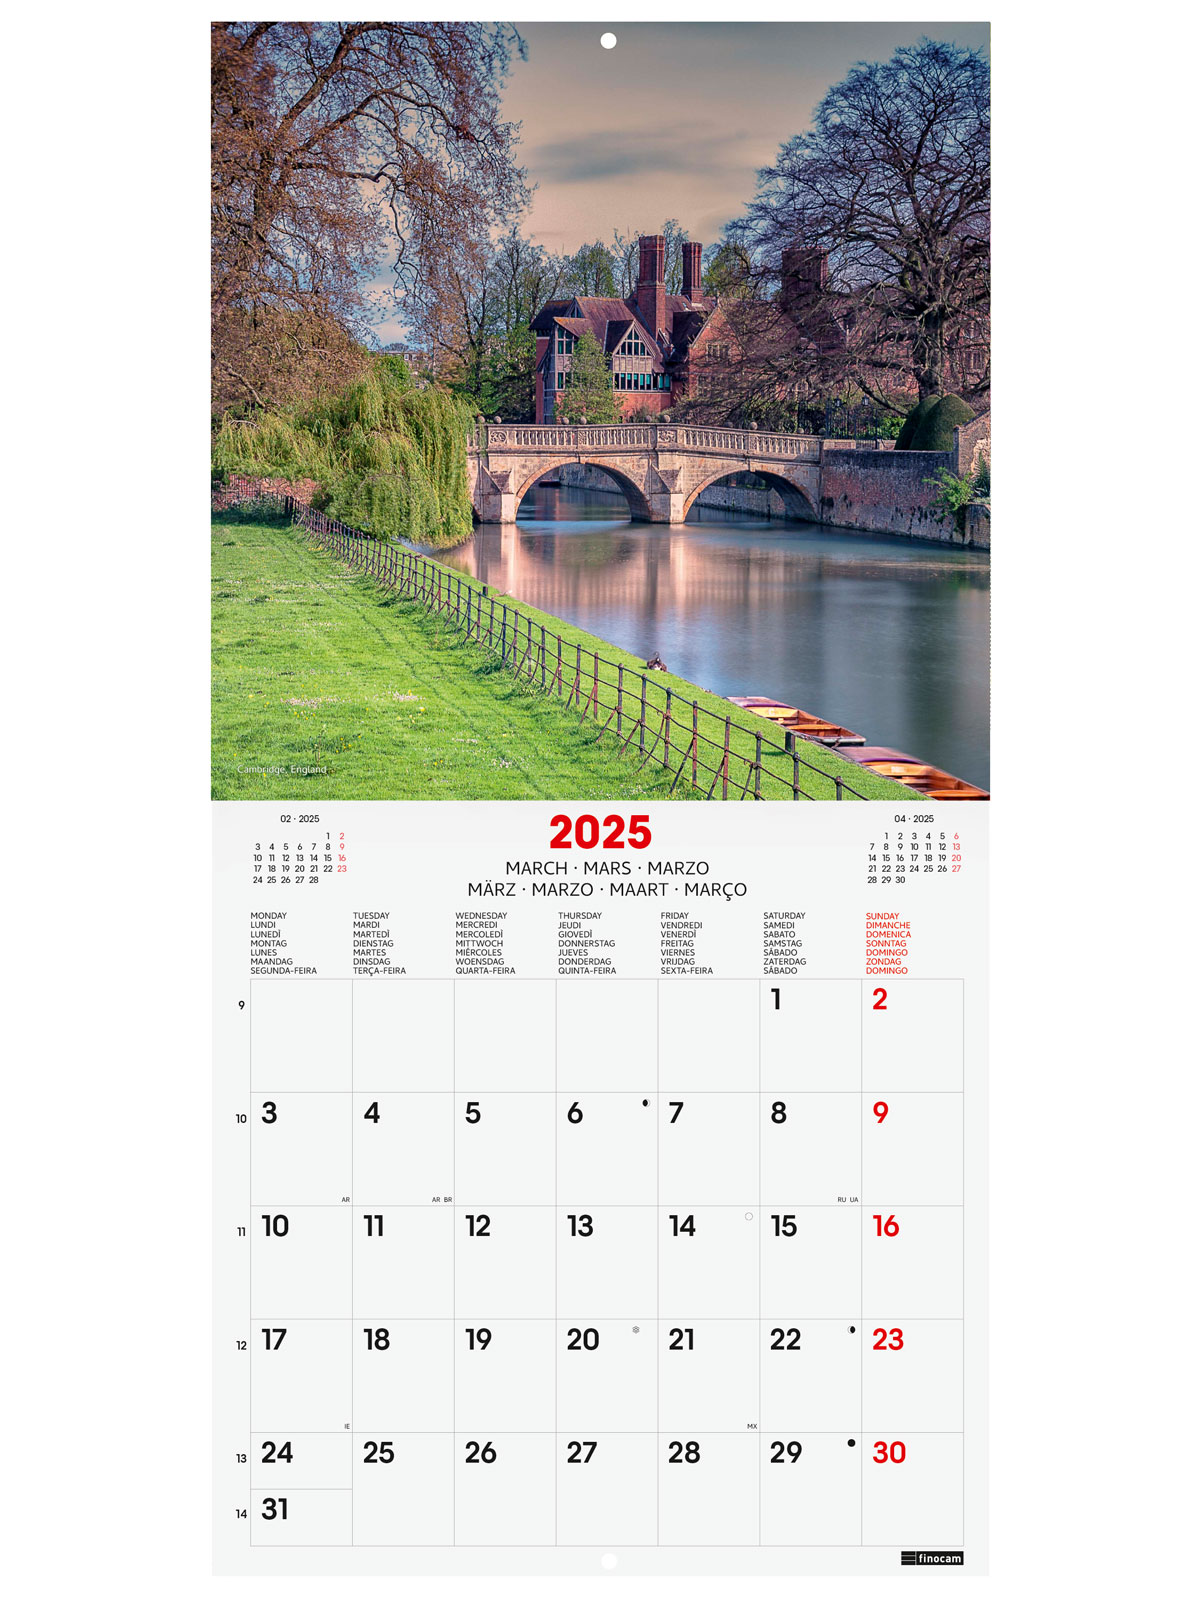 Cambridge, England
02 · 2025
1 2
3 4 5 6 7 8 9
10 11 12 13 14 15 16
17 18 19 20 21 22 23
24 25 26 27 28
2025
MARCH · MARS · MARZO
MÄRZ · MARZO · MAART · MARÇO
04 · 2025
1 2 3 4 5 6
7 8 9 10 11 12 13
14 15 16 17 18 19 20
21 22 23 24 25 26 27
28 29 30
MONDAY TUESDAY WEDNESDAY THURSDAY FRIDAY SATURDAY SUNDAY
LUNDI MARDI MERCREDI JEUDI VENDREDI SAMEDI DIMANCHE
LUNEDÌ MARTEDÌ MERCOLEDÌ GIOVEDÌ VENERDÌ SABATO DOMENICA
MONTAG DIENSTAG MITTWOCH DONNERSTAG FREITAG SAMSTAG SONNTAG
LUNES MARTES MIÉRCOLES JUEVES VIERNES SÁBADO DOMINGO
MAANDAG DINSDAG WOENSDAG DONDERDAG VRIJDAG ZATERDAG ZONDAG
SEGUNDA-FEIRA TERÇA-FEIRA QUARTA-FEIRA QUINTA-FEIRA SEXTA-FEIRA SÁBADO DOMINGO
9 1 2
10 3 4 5 6 7 8 9
AR AR BR RU UA
11 10 11 12 13 14 15 16
12 17 18 19 20 21 22 23
IE MX
13 24 25 26 27 28 29 30
14 31
finocam